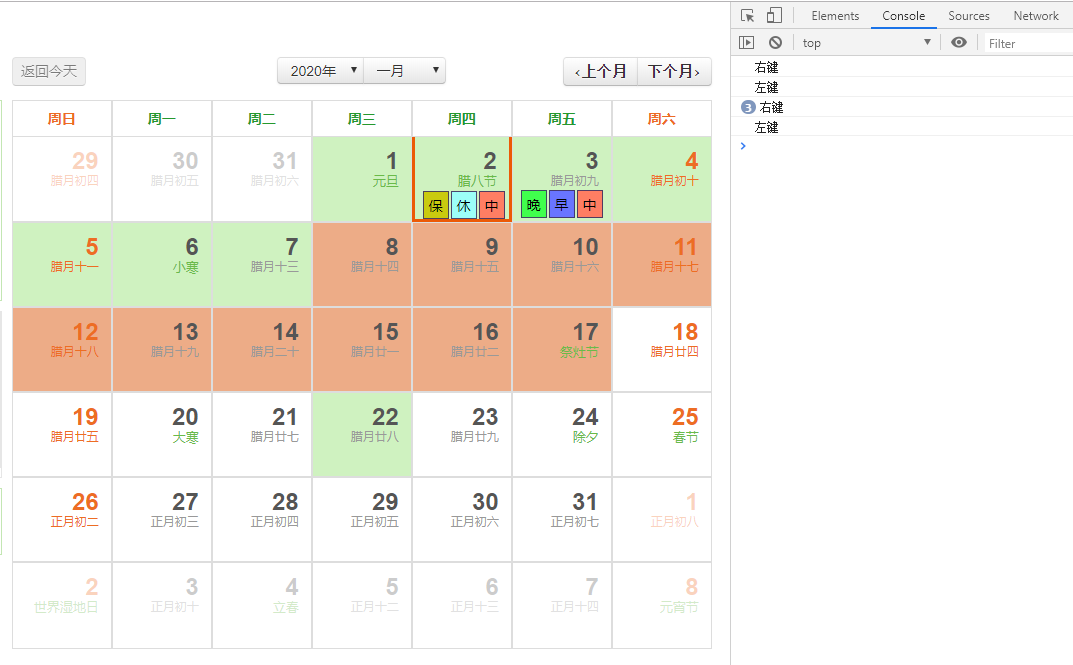 Elements Console Sources Network
top Filter
右键
左键
3 右键
左键
返回今天 2020年 一月 ‹上个月 下个月›
周日 周一 周二 周三 周四 周五 周六
29 30 31 1 2 3 4
腊月初四 腊月初五 腊月初六 元旦 腊八节 腊月初九 腊月初十
保 休 中 晚 早 中
5 6 7 8 9 10 11
腊月十一 小寒 腊月十三 腊月十四 腊月十五 腊月十六 腊月十七
12 13 14 15 16 17 18
腊月十八 腊月十九 腊月二十 腊月廿一 腊月廿二 祭灶节 腊月廿四
19 20 21 22 23 24 25
腊月廿五 大寒 腊月廿七 腊月廿八 腊月廿九 除夕 春节
26 27 28 29 30 31 1
正月初二 正月初三 正月初四 正月初五 正月初六 正月初七 正月初八
2 3 4 5 6 7 8
世界湿地日 正月初十 立春 正月十二 正月十三 正月十四 元宵节